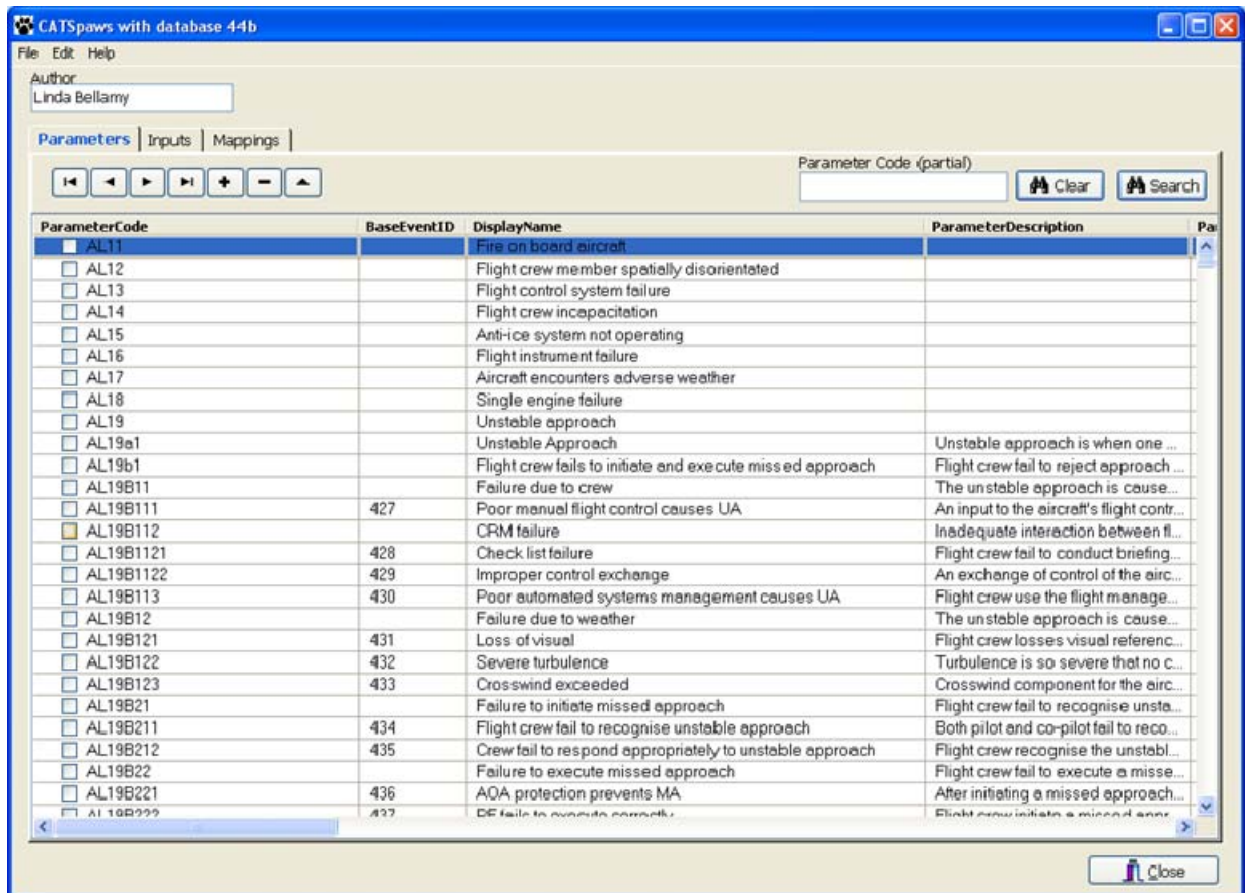 CATSpaws with database 44b
File Edit Help
Author
Linda Bellamy
Parameters Inputs Mappings
Parameter Code (partial)
Clear Search
ParameterCode BaseEventID DisplayName ParameterDescription Par
AL11 Fire on board aircraft
AL12 Flight crew member spatially disorientated
AL13 Flight control system failure
AL14 Flight crew incapacitation
AL15 Anti-ice system not operating
AL16 Flight instrument failure
AL17 Aircraft encounters adverse weather
AL18 Single engine failure
AL19 Unstable approach
AL19a1 Unstable Approach Unstable approach is when one ...
AL19b1 Flight crew fails to initiate and execute missed approach Flight crew fail to reject approach ...
AL19B11 Failure due to crew The unstable approach is cause...
AL19B111 427 Poor manual flight control causes UA An input to the aircraft's flight contr...
AL19B112 CRM failure Inadequate interaction between fl...
AL19B1121 428 Check list failure Flight crew fail to conduct briefing...
AL19B1122 429 Improper control exchange An exchange of control of the airc...
AL19B113 430 Poor automated systems management causes UA Flight crew use the flight manage...
AL19B12 Failure due to weather The unstable approach is cause...
AL19B121 431 Loss of visual Flight crew losses visual referenc...
AL19B122 432 Severe turbulence Turbulence is so severe that no c...
AL19B123 433 Crosswind exceeded Crosswind component for the airc...
AL19B21 Failure to initiate missed approach Flight crew fail to recognise unsta...
AL19B211 434 Flight crew fail to recognise unstable approach Both pilot and co-pilot fail to reco...
AL19B212 435 Crew fail to respond appropriately to unstable approach Flight crew recognise the unstabl...
AL19B22 Failure to execute missed approach Flight crew fail to execute a misse...
AL19B221 436 AOA protection prevents MA After initiating a missed approach...
AL19B222 437 PF fails to execute correctly Flight crew initiate a missed appr...
Close